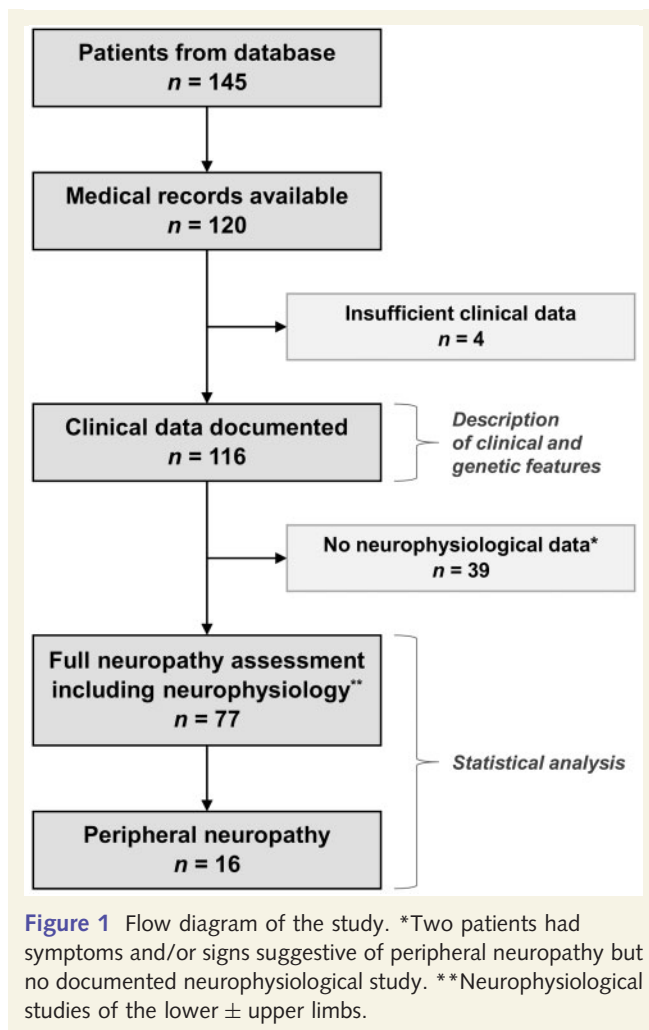 Patients from database
n = 145
Medical records available
n = 120
Insufficient clinical data
n = 4
Clinical data documented
n = 116
Description
of clinical and
genetic features
No neurophysiological data*
n = 39
Full neuropathy assessment
including neurophysiology**
n = 77
Statistical analysis
Peripheral neuropathy
n = 16
Figure 1 Flow diagram of the study. *Two patients had
symptoms and/or signs suggestive of peripheral neuropathy but
no documented neurophysiological study. **Neurophysiological
studies of the lower ± upper limbs.